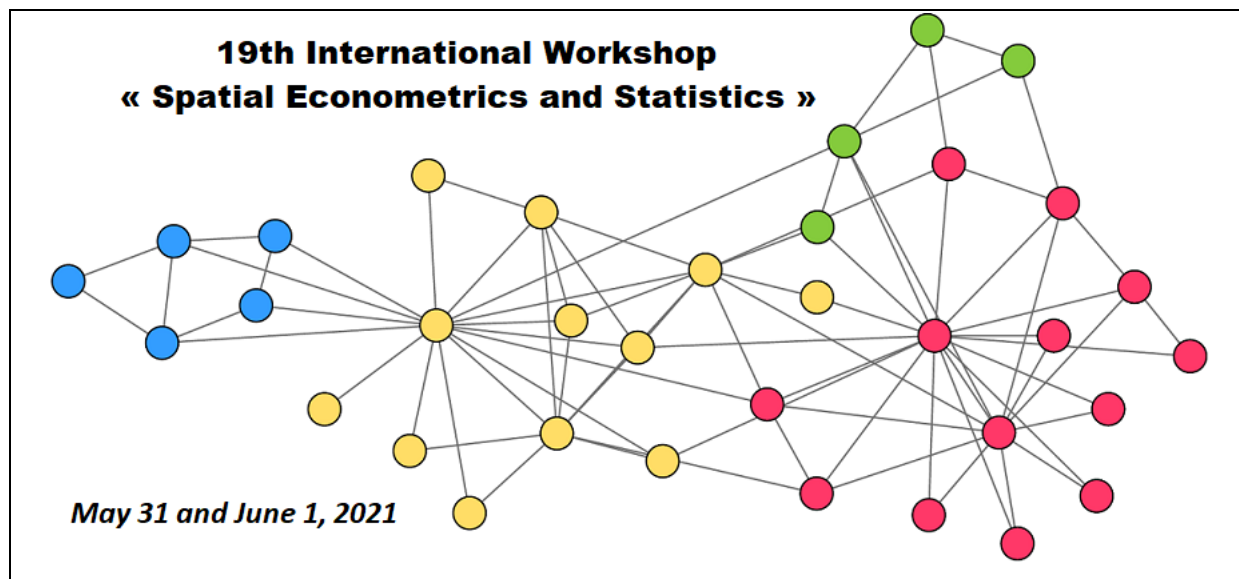 19th International Workshop
« Spatial Econometrics and Statistics »
May 31 and June 1, 2021